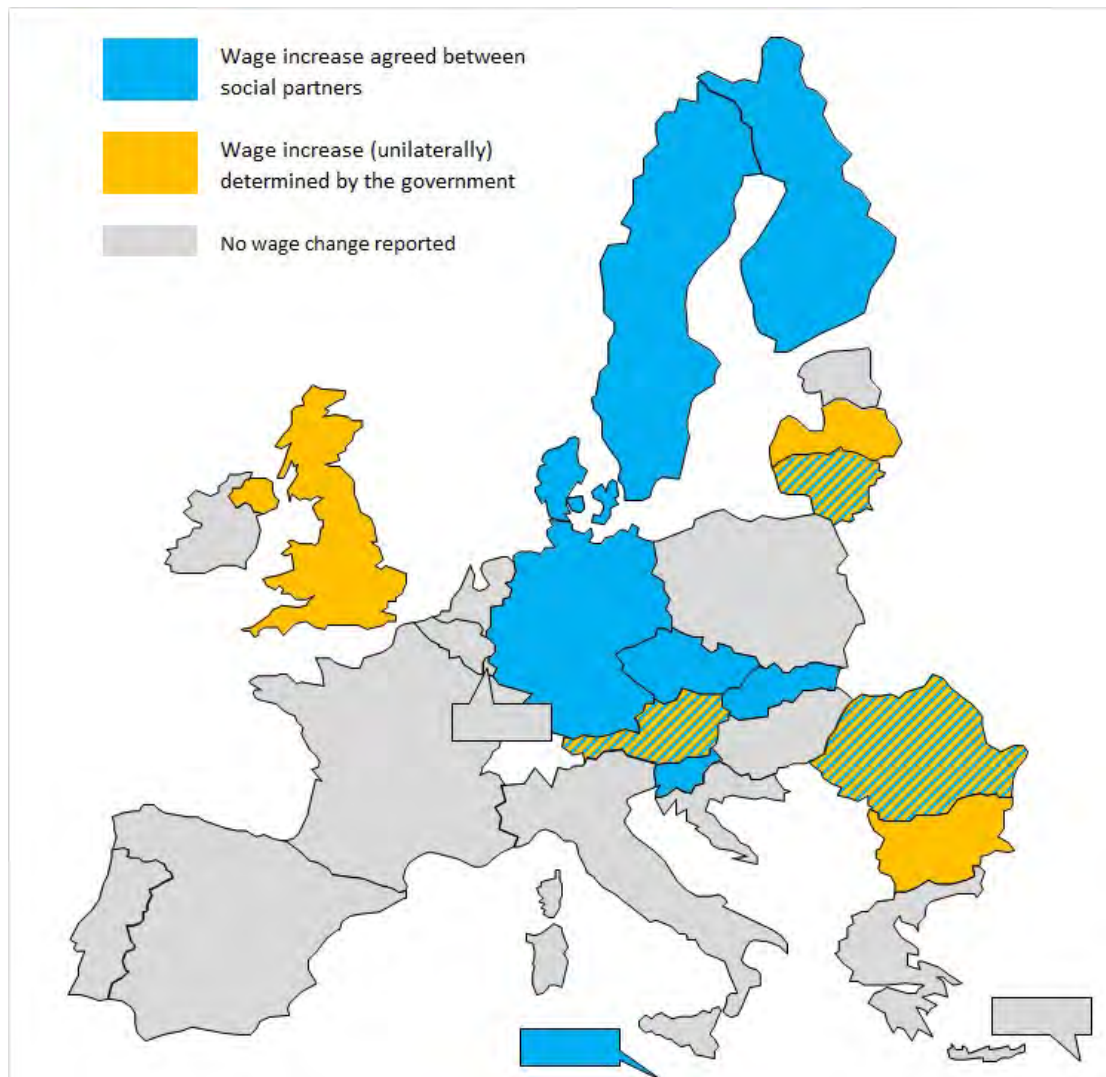 Wage increase agreed between
social partners
Wage increase (unilaterally)
determined by the government
No wage change reported